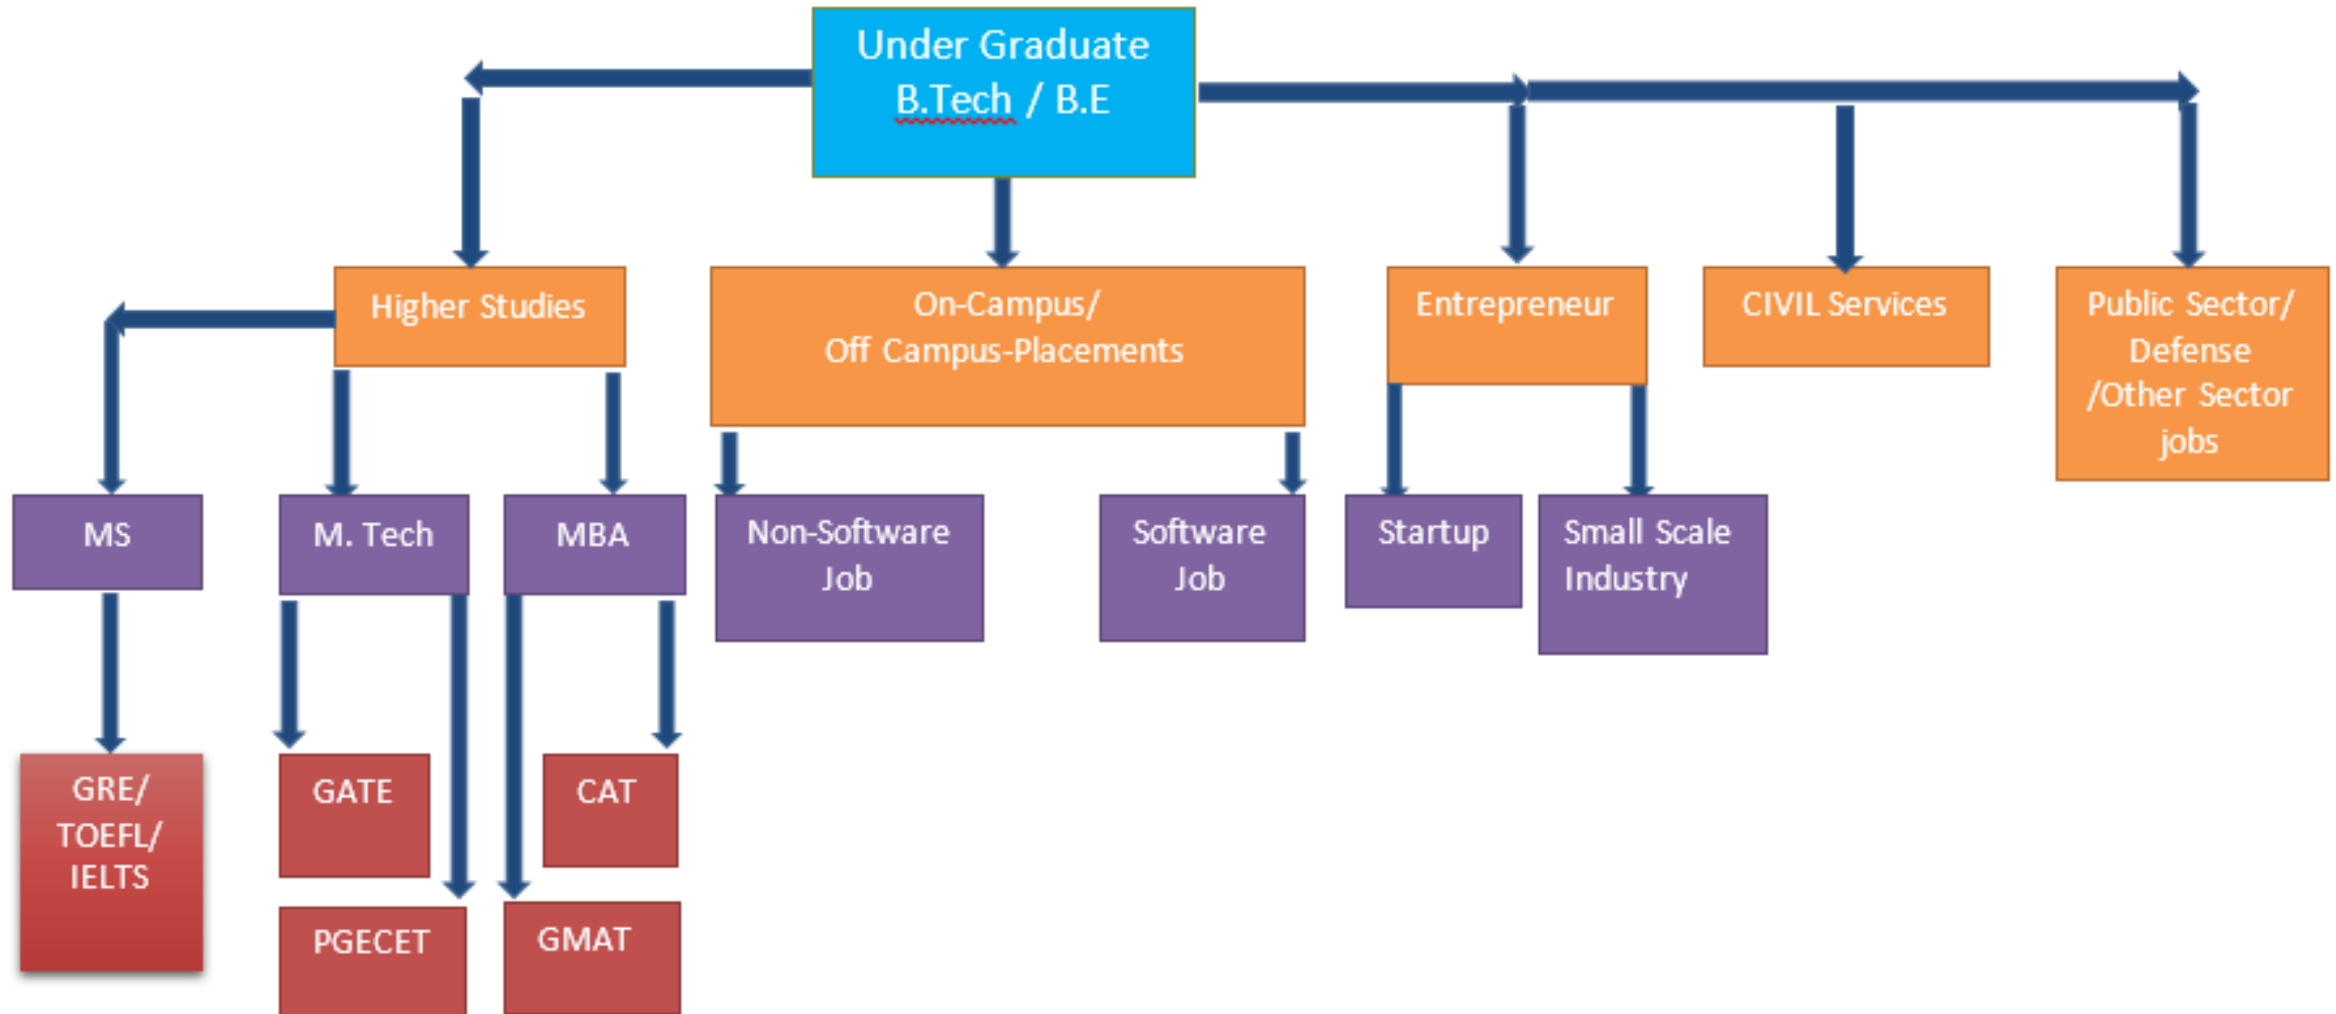 Under Graduate
B.Tech / B.E
Higher Studies
On-Campus/
Off Campus-Placements
Entrepreneur
CIVIL Services
Public Sector/
Defense
/Other Sector
jobs
MS
M. Tech
MBA
Non-Software
Job
Software
Job
Startup
Small Scale
Industry
GRE/
TOEFL/
IELTS
GATE
CAT
PGECET
GMAT